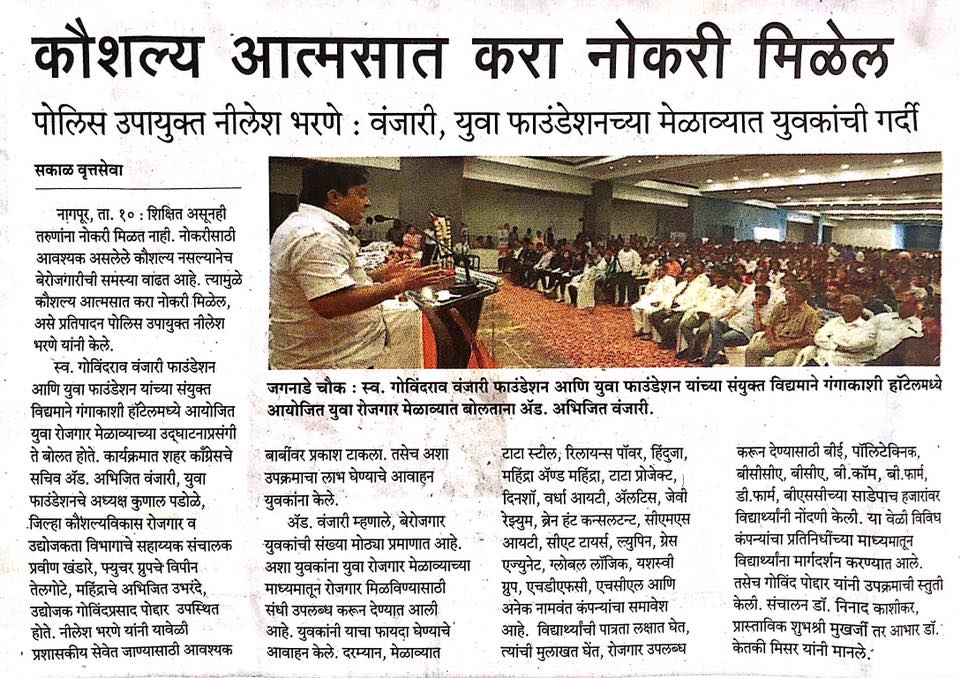 कौशल्य आत्मसात करा नोकरी मिळेल
पोलिस उपायुक्त नीलेश भरणे : वंजारी, युवा फाउंडेशनच्या मेळाव्यात युवकांची गर्दी
सकाळ वृत्तसेवा
नागपूर, ता. १० : शिक्षित असूनही
तरुणांना नोकरी मिळत नाही. नोकरीसाठी
आवश्यक असलेले कौशल्य नसल्यानेच
बेरोजगारीची समस्या वाढत आहे. त्यामुळे
कौशल्य आत्मसात करा नोकरी मिळेल,
असे प्रतिपादन पोलिस उपायुक्त नीलेश
भरणे यांनी केले.
स्व. गोविंदराव वंजारी फाउंडेशन
आणि युवा फाउंडेशन यांच्या संयुक्त
विद्यमाने गंगाकाशी हॉटेलमध्ये आयोजित
युवा रोजगार मेळाव्याच्या उद्‌घाटनाप्रसंगी
ते बोलत होते. कार्यक्रमात शहर काँग्रेसचे
सचिव अ‍ॅड. अभिजित वंजारी, युवा
फाउंडेशनचे अध्यक्ष कुणाल पडोळे,
जिल्हा कौशल्यविकास रोजगार व
उद्योजकता विभागाचे सहाय्यक संचालक
प्रवीण खंडारे, फ्युचर ग्रुपचे विपीन
तेलगोटे, महिंद्राचे अभिजित उभरंदे,
उद्योजक गोविंदप्रसाद पोद्दार उपस्थित
होते. नीलेश भरणे यांनी यावेळी
प्रशासकीय सेवेत जाण्यासाठी आवश्यक
जगनाडे चौक : स्व. गोविंदराव वंजारी फाउंडेशन आणि युवा फाउंडेशन यांच्या संयुक्त विद्यमाने गंगाकाशी हॉटेलमध्ये
आयोजित युवा रोजगार मेळाव्यात बोलताना अ‍ॅड. अभिजित वंजारी.
बाबींवर प्रकाश टाकला. तसेच अशा
उपक्रमाचा लाभ घेण्याचे आवाहन
युवकांना केले.
अ‍ॅड. वंजारी म्हणाले, बेरोजगार
युवकांची संख्या मोठ्या प्रमाणात आहे.
अशा युवकांना युवा रोजगार मेळाव्याच्या
माध्यमातून रोजगार मिळविण्यासाठी
संधी उपलब्ध करून देण्यात आली
आहे. युवकांनी याचा फायदा घेण्याचे
आवाहन केले. दरम्यान, मेळाव्यात
टाटा स्टील, रिलायन्स पॉवर, हिंदुजा,
महिंद्रा अ‍ॅण्ड महिंद्रा, टाटा प्रोजेक्ट,
दिनशॉ, वर्धा आयटी, अ‍ॅलटिस, जेवी
रेझ्युम, ब्रेन हंट कन्सलटन्ट, सीएमएस
आयटी, सीएट टायर्स, ल्युपिन, ग्रेस
एज्युनेट, ग्लोबल लॉजिक, यशस्वी
ग्रुप, एचडीएफसी, एचसीएल आणि
अनेक नामवंत कंपन्यांचा समावेश
आहे. विद्यार्थ्यांची पात्रता लक्षात घेत,
त्यांची मुलाखत घेत, रोजगार उपलब्ध
करून देण्यासाठी बीई, पॉलिटेक्निक,
बीसीसीए, बीसीए, बी.कॉम, बी.फार्म,
डी.फार्म, बीएससीच्या साडेपाच हजारांवर
विद्यार्थ्यांनी नोंदणी केली. या वेळी विविध
कंपन्यांचा प्रतिनिधींच्या माध्यमातून
विद्यार्थ्यांना मार्गदर्शन करण्यात आले.
तसेच गोविंद पोद्दार यांनी उपक्रमाची स्तुती
केली. संचालन डॉ. निनाद काशीकर,
प्रास्ताविक शुभश्री मुखर्जी तर आभार डॉ.
केतकी मिसर यांनी मानले.